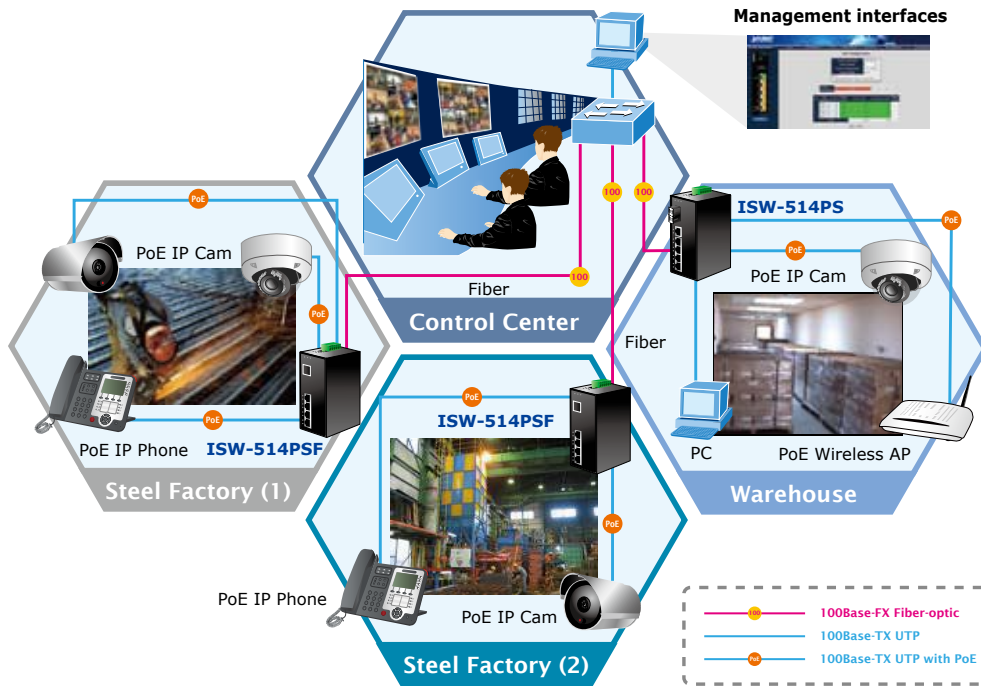 Management interfaces
PoE
100
100
ISW-514PS
PoE
PoE IP Cam
PoE
PoE IP Cam
100
Fiber
PoE
Control Center
Fiber
PoE
PoE
ISW-514PSF
PoE IP Phone
ISW-514PSF
PC
PoE Wireless AP
Steel Factory (1)
Warehouse
PoE
PoE IP Phone
PoE IP Cam
Steel Factory (2)
100
100Base-FX Fiber-optic
100Base-TX UTP
PoE
100Base-TX UTP with PoE